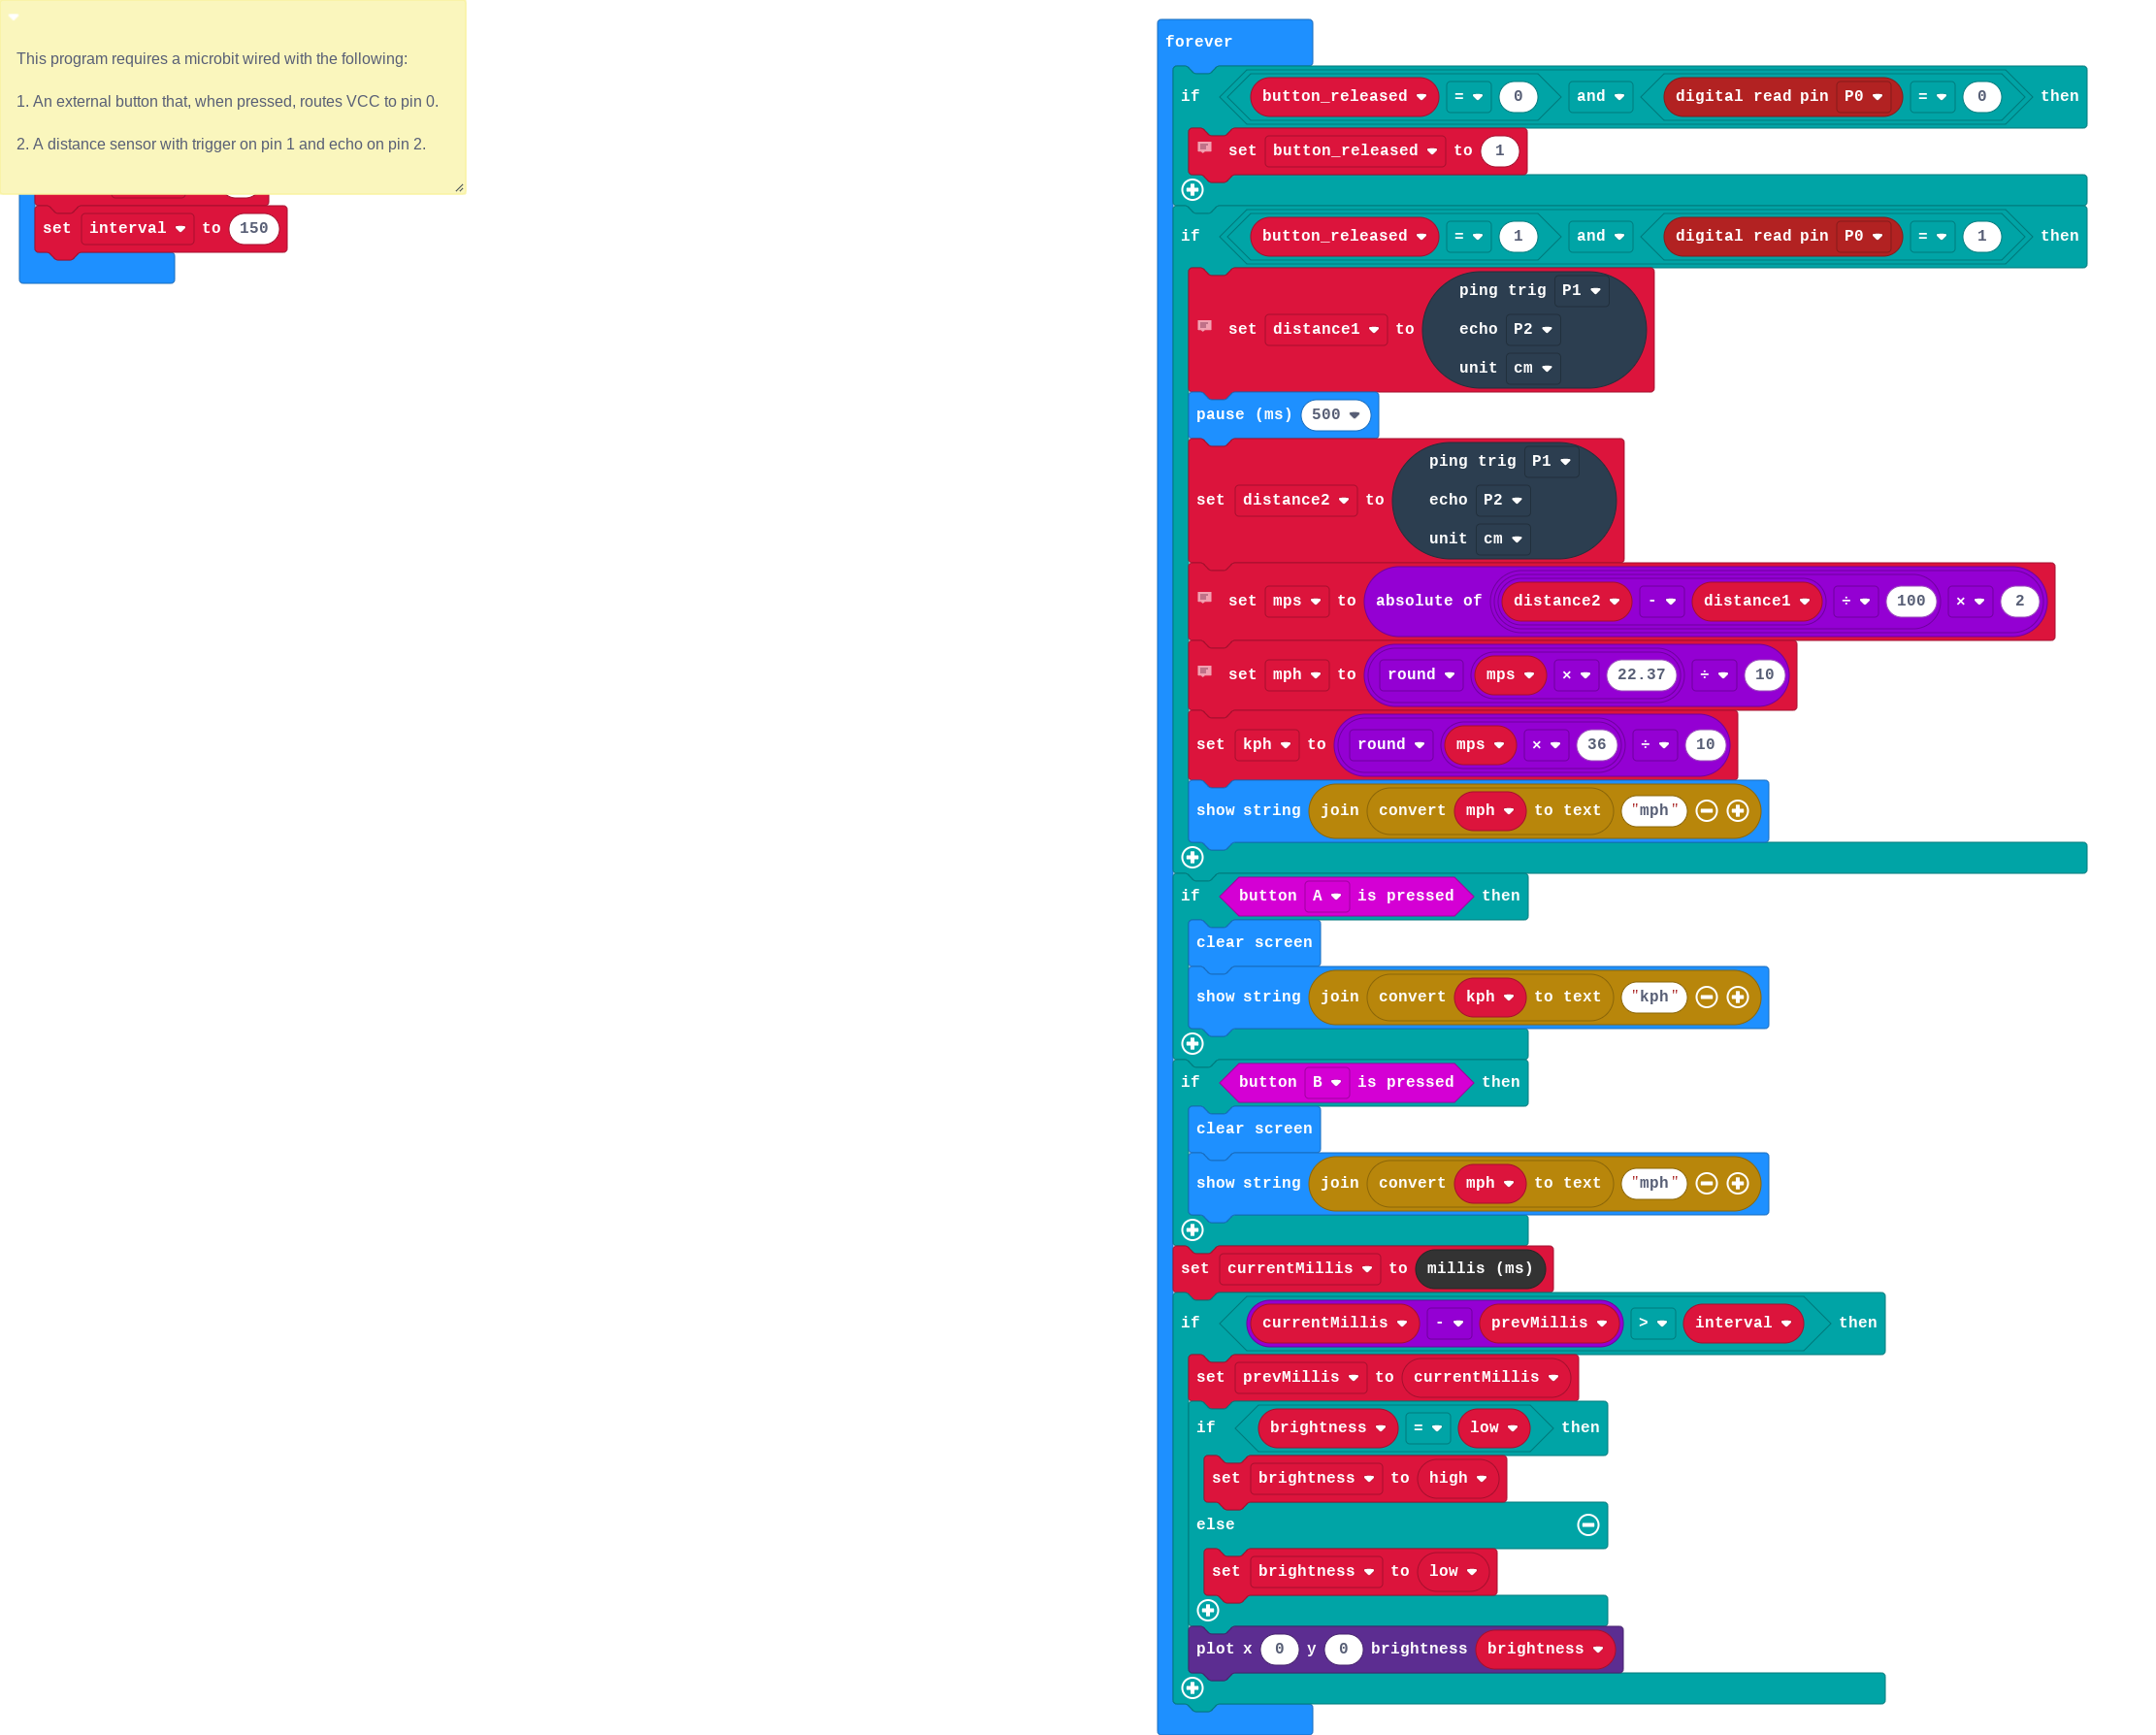 This program requires a microbit wired with the following:
1. An external button that, when pressed, routes VCC to pin 0.
2. A distance sensor with trigger on pin 1 and echo on pin 2.
set interval to 150
forever
if button_released = 0 and digital read pin P0 = 0 then
set button_released to 1
if button_released = 1 and digital read pin P0 = 1 then
set distance1 to ping trig P1
echo P2
unit cm
pause (ms) 500
set distance2 to ping trig P1
echo P2
unit cm
set mps to absolute of distance2 - distance1 ÷ 100 × 2
set mph to round mps × 22.37 ÷ 10
set kph to round mps × 36 ÷ 10
show string join convert mph to text "mph"
if button A is pressed then
clear screen
show string join convert kph to text "kph"
if button B is pressed then
clear screen
show string join convert mph to text "mph"
set currentMillis to millis (ms)
if currentMillis - prevMillis > interval then
set prevMillis to currentMillis
if brightness = low then
set brightness to high
else
set brightness to low
plot x 0 y 0 brightness brightness